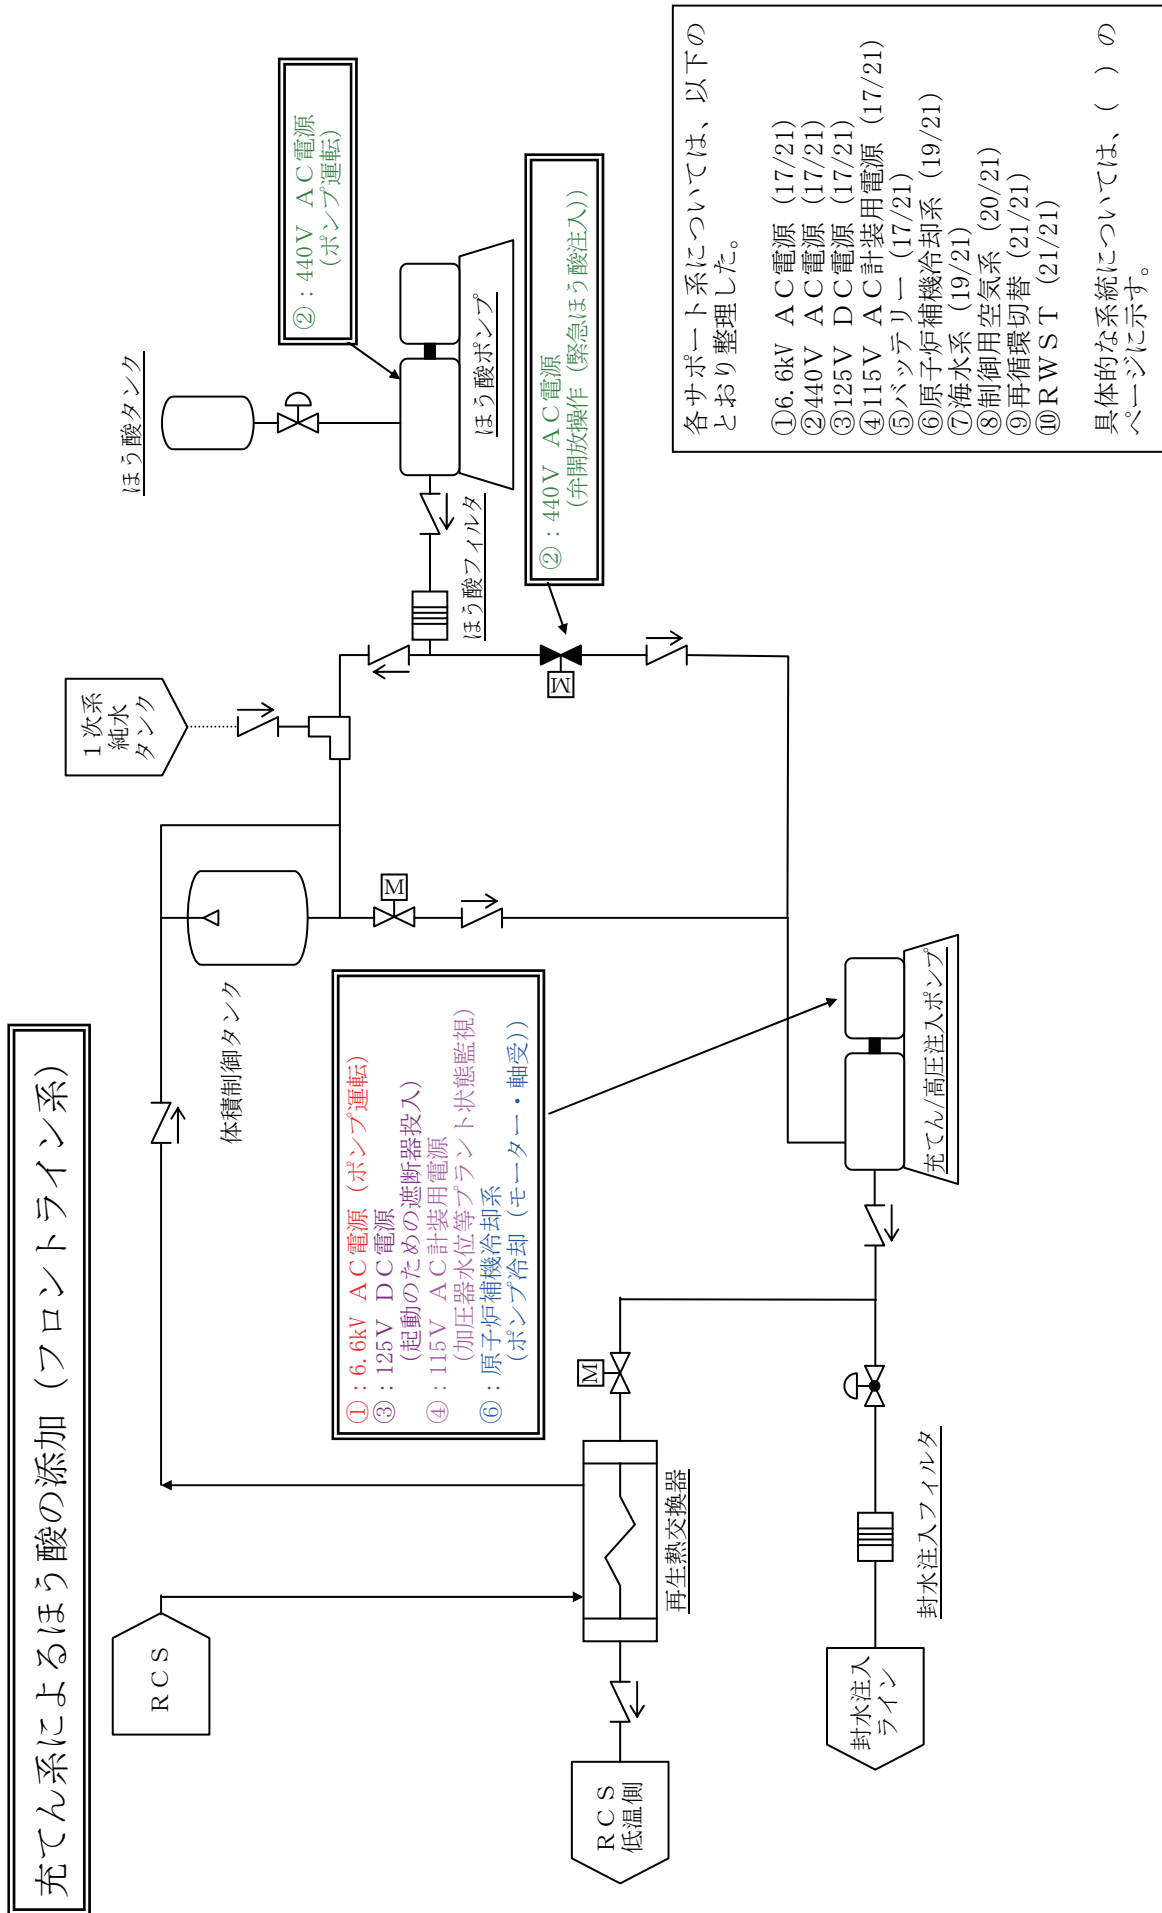 充てん系によるほう酸の添加（フロントライン系）
RCS
RCS
低温側
再生熱交換器
封水注入
ライン
封水注入フィルタ
体積制御タンク
①：6.6kV AC電源（ポンプ運転）
③：125V DC電源
（起動のための遮断器投入）
④：115V AC計装用電源
（加圧器水位等プラント状態監視）
⑥：原子炉補機冷却系
（ポンプ冷却（モーター・軸受））
M
M
M
充てん/高圧注入ポンプ
1次系
純水
タンク
ほう酸タンク
ほう酸フィルタ
ほう酸ポンプ
②：440V AC電源
（ポンプ運転）
②：440V AC電源
（弁開放操作（緊急ほう酸注入））
各サポート系については、以下の
とおり整理した。
①6.6kV AC電源（17/21）
②440V AC電源（17/21）
③125V DC電源（17/21）
④115V AC計装用電源（17/21）
⑤バッテリー（17/21）
⑥原子炉補機冷却系（19/21）
⑦海水系（19/21）
⑧制御用空気系（20/21）
⑨再循環切替（21/21）
⑩RWST（21/21）
具体的な系統については、（ ）の
ページに示す。